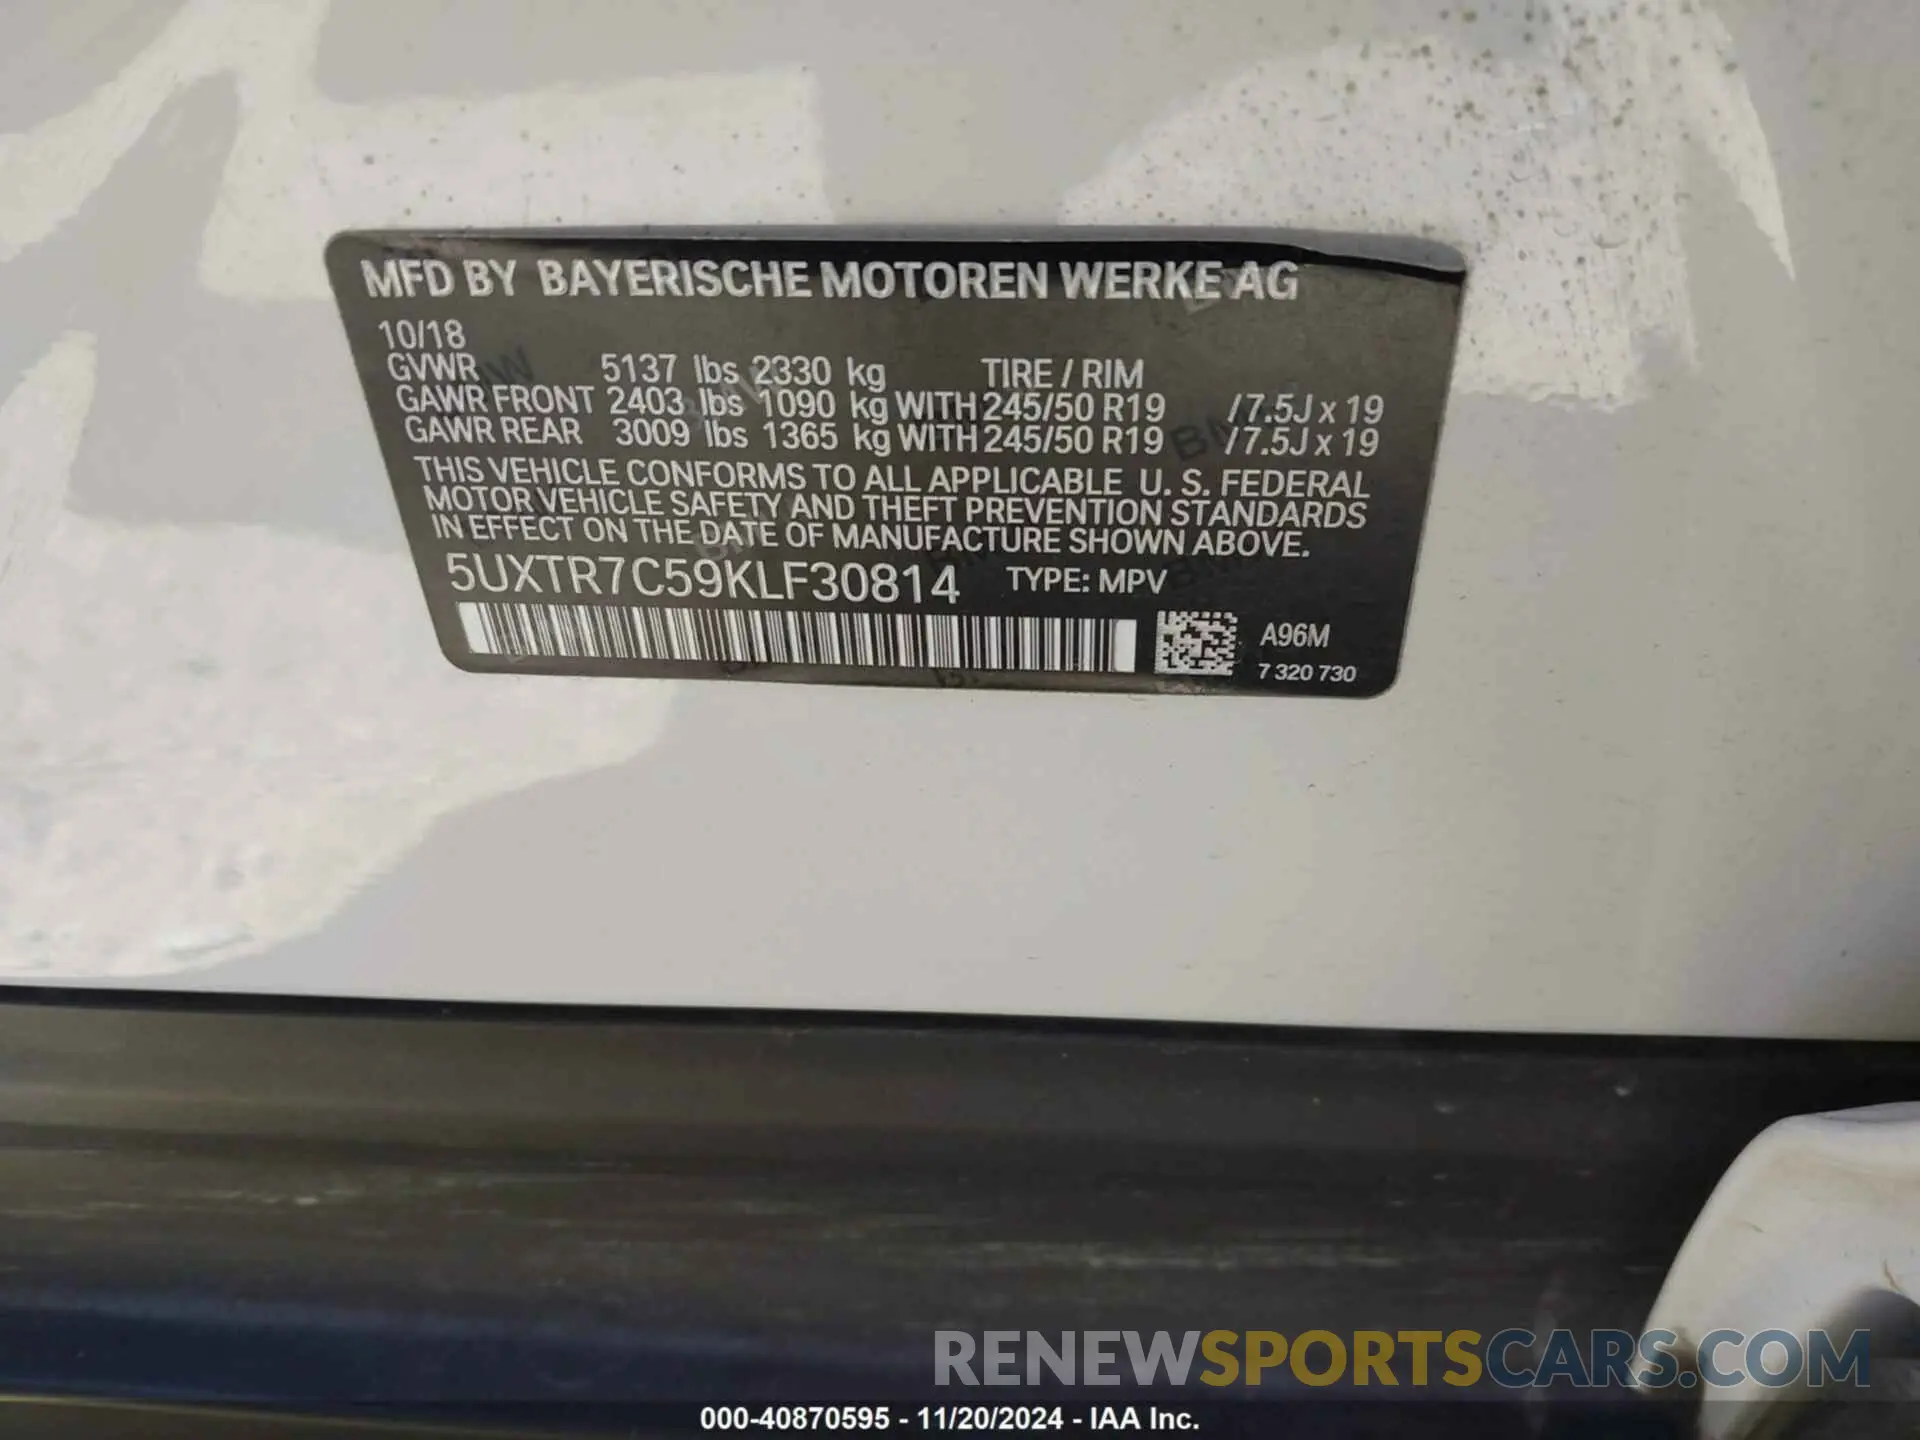 MFD BY BAYERISCHE MOTOREN WERKE AG
10/18
GVWR 5137 lbs 2330 kg TIRE / RIM
GAWR FRONT 2403 lbs 1090 kg WITH 245/50 R19 /7.5J x 19
GAWR REAR 3009 lbs 1365 kg WITH 245/50 R19 /7.5J x 19
THIS VEHICLE CONFORMS TO ALL APPLICABLE U. S. FEDERAL
MOTOR VEHICLE SAFETY AND THEFT PREVENTION STANDARDS
IN EFFECT ON THE DATE OF MANUFACTURE SHOWN ABOVE.
5UXTR7C59KLF30814 TYPE: MPV
A96M
7 320 730
RENEWSPORTSCARS.COM
000-40870595 - 11/20/2024 - IAA Inc.